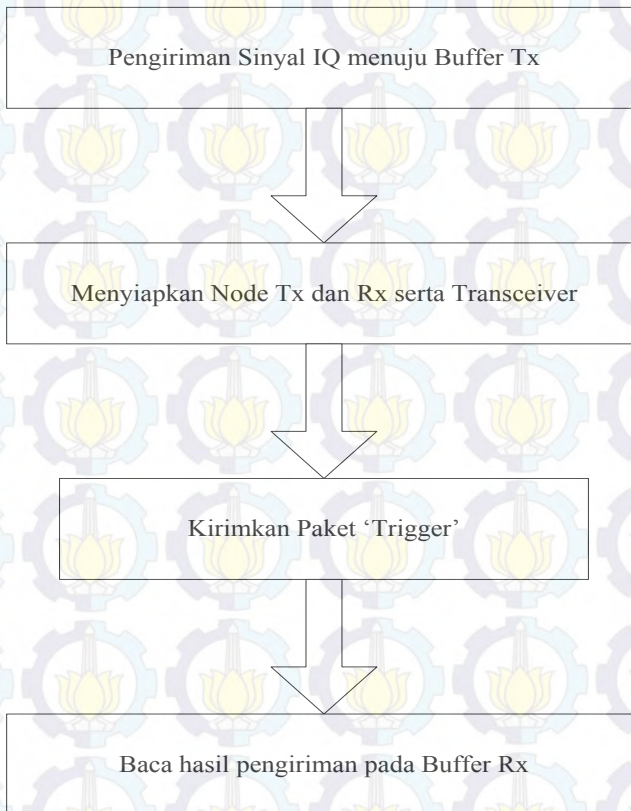 Pengiriman Sinyal IQ menuju Buffer Tx
Menyiapkan Node Tx dan Rx serta Transceiver
Kirimkan Paket ‘Trigger’
Baca hasil pengiriman pada Buffer Rx